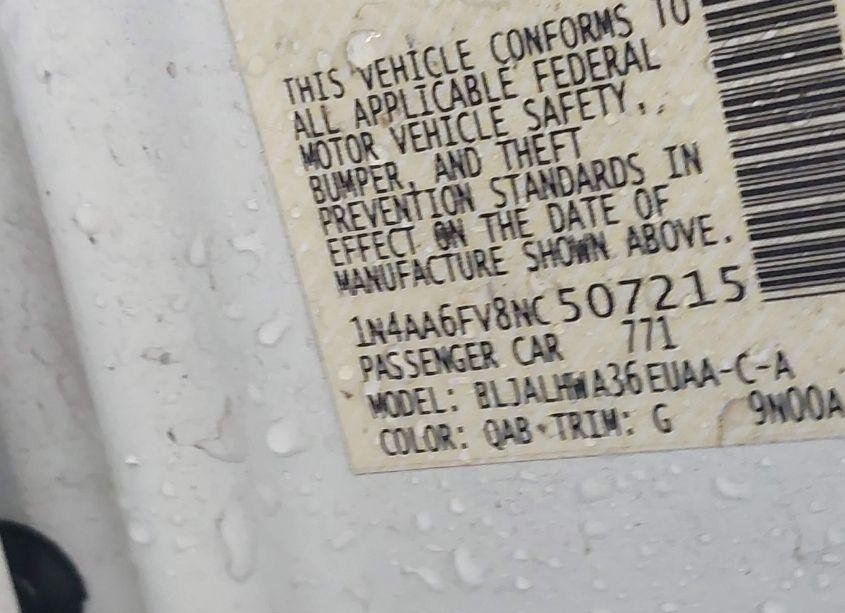 THIS VEHICLE CONFORMS TO
ALL APPLICABLE FEDERAL
MOTOR VEHICLE SAFETY,
BUMPER, AND THEFT
PREVENTION STANDARDS IN
EFFECT ON THE DATE OF
MANUFACTURE SHOWN ABOVE.
1N4AA6FV8NC507215
PASSENGER CAR 771
MODEL: BLJALHWA36EUAA-C-A
COLOR: QAB TRIM: G 9N00A